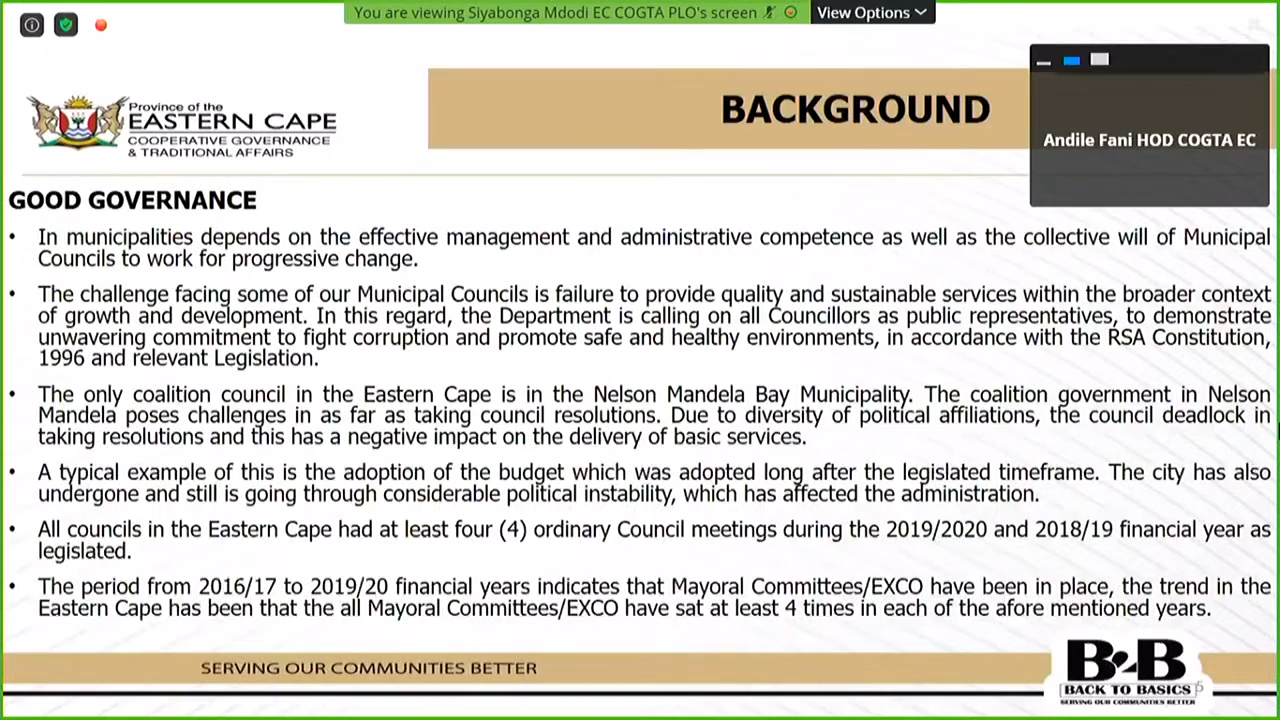 You are viewing Siyabonga Mdodi EC COGTA PLO's screen
View Options
Province of the
EASTERN CAPE
COOPERATIVE GOVERNANCE
& TRADITIONAL AFFAIRS
BACKGROUND
Andile Fani HOD COGTA EC
GOOD GOVERNANCE
• In municipalities depends on the effective management and administrative competence as well as the collective will of Municipal
Councils to work for progressive change.
• The challenge facing some of our Municipal Councils is failure to provide quality and sustainable services within the broader context
of growth and development. In this regard, the Department is calling on all Councillors as public representatives, to demonstrate
unwavering commitment to fight corruption and promote safe and healthy environments, in accordance with the RSA Constitution,
1996 and relevant Legislation.
• The only coalition council in the Eastern Cape is in the Nelson Mandela Bay Municipality. The coalition government in Nelson
Mandela poses challenges in as far as taking council resolutions. Due to diversity of political affiliations, the council deadlock in
taking resolutions and this has a negative impact on the delivery of basic services.
• A typical example of this is the adoption of the budget which was adopted long after the legislated timeframe. The city has also
undergone and still is going through considerable political instability, which has affected the administration.
• All councils in the Eastern Cape had at least four (4) ordinary Council meetings during the 2019/2020 and 2018/19 financial year as
legislated.
• The period from 2016/17 to 2019/20 financial years indicates that Mayoral Committees/EXCO have been in place, the trend in the
Eastern Cape has been that the all Mayoral Committees/EXCO have sat at least 4 times in each of the afore mentioned years.
SERVING OUR COMMUNITIES BETTER
B2B
BACK TO BASICS
SERVING OUR COMMUNITIES BETTER
5